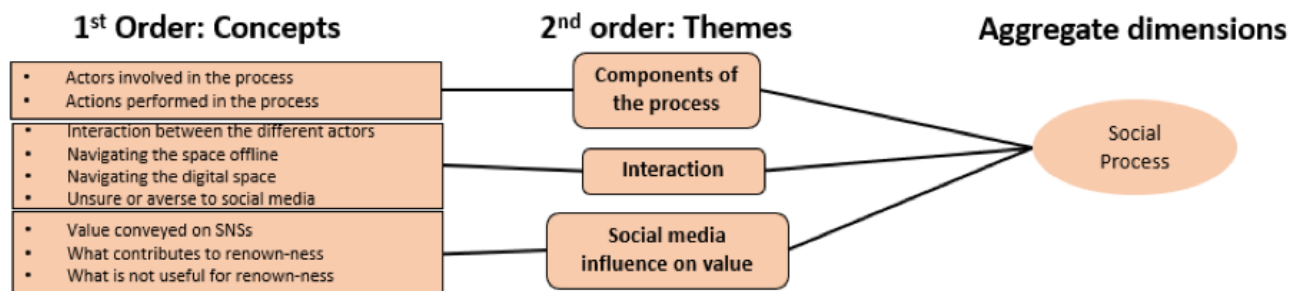 1st Order: Concepts
2nd order: Themes
Aggregate dimensions
• Actors involved in the process
• Actions performed in the process
• Interaction between the different actors
• Navigating the space offline
• Navigating the digital space
• Unsure or averse to social media
• Value conveyed on SNSs
• What contributes to renown-ness
• What is not useful for renown-ness
Components of
the process
Interaction
Social media
influence on value
Social
Process